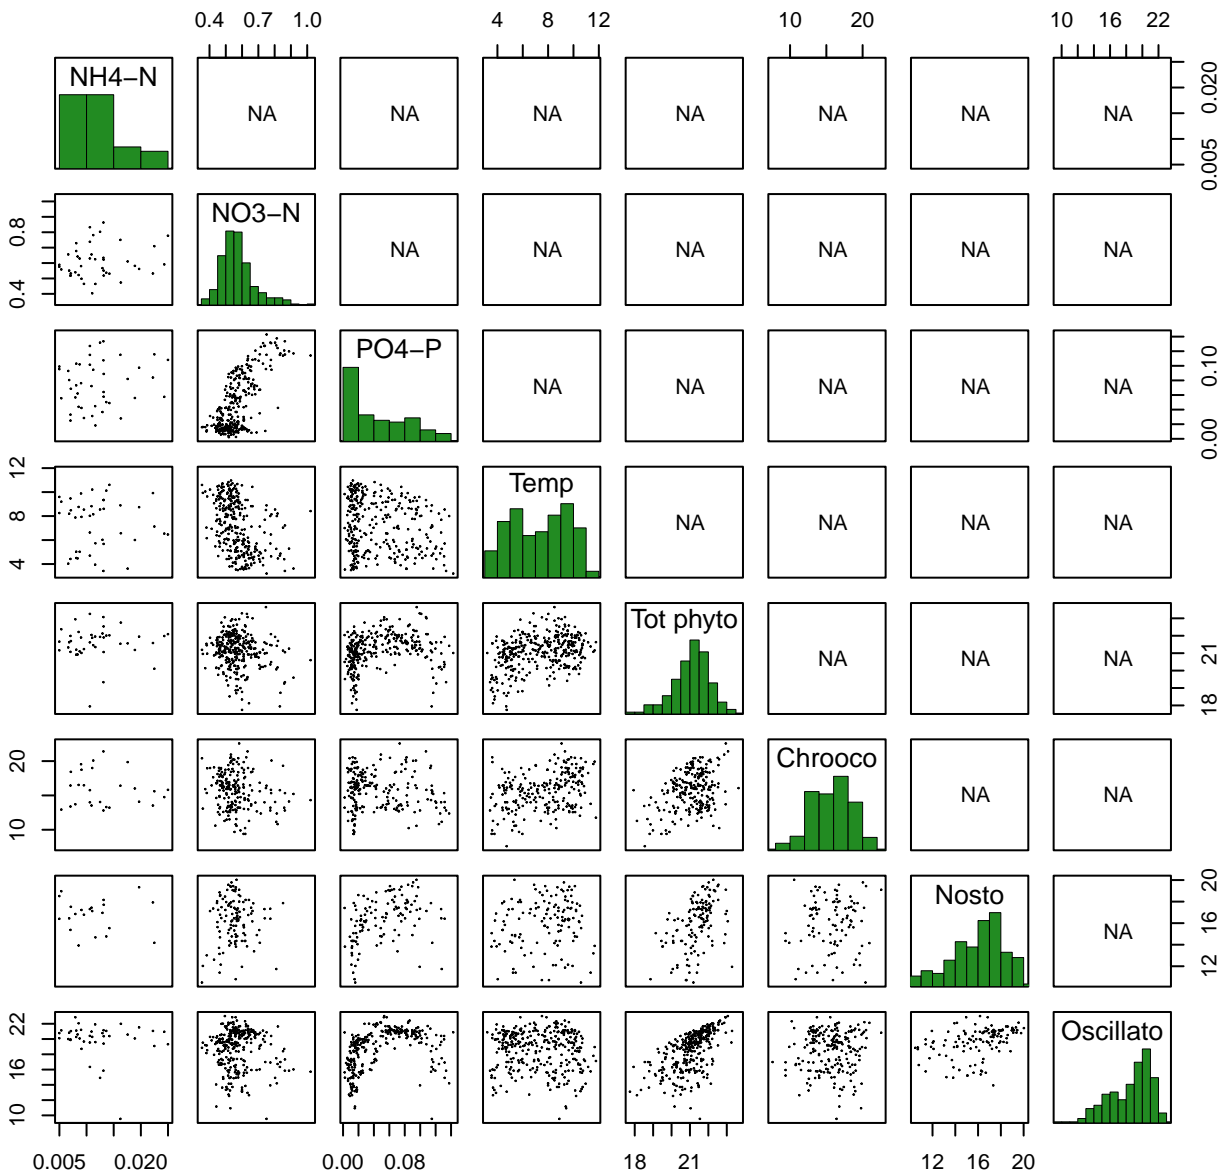 0.4 0.7 1.0 4 8 12 10 20 10 16 22
NH4−N NA NA NA NA NA NA NA 0.005 0.020
0.4 0.8 NO3−N NA NA NA NA NA NA
PO4−P NA NA NA NA NA 0.00 0.10
4 8 12 Temp NA NA NA NA
Tot phyto NA NA NA 18 21
10 20 Chrooco NA NA
Nosto NA 12 16 20
10 16 22 Oscillato
0.005 0.020 0.00 0.08 18 21 12 16 20